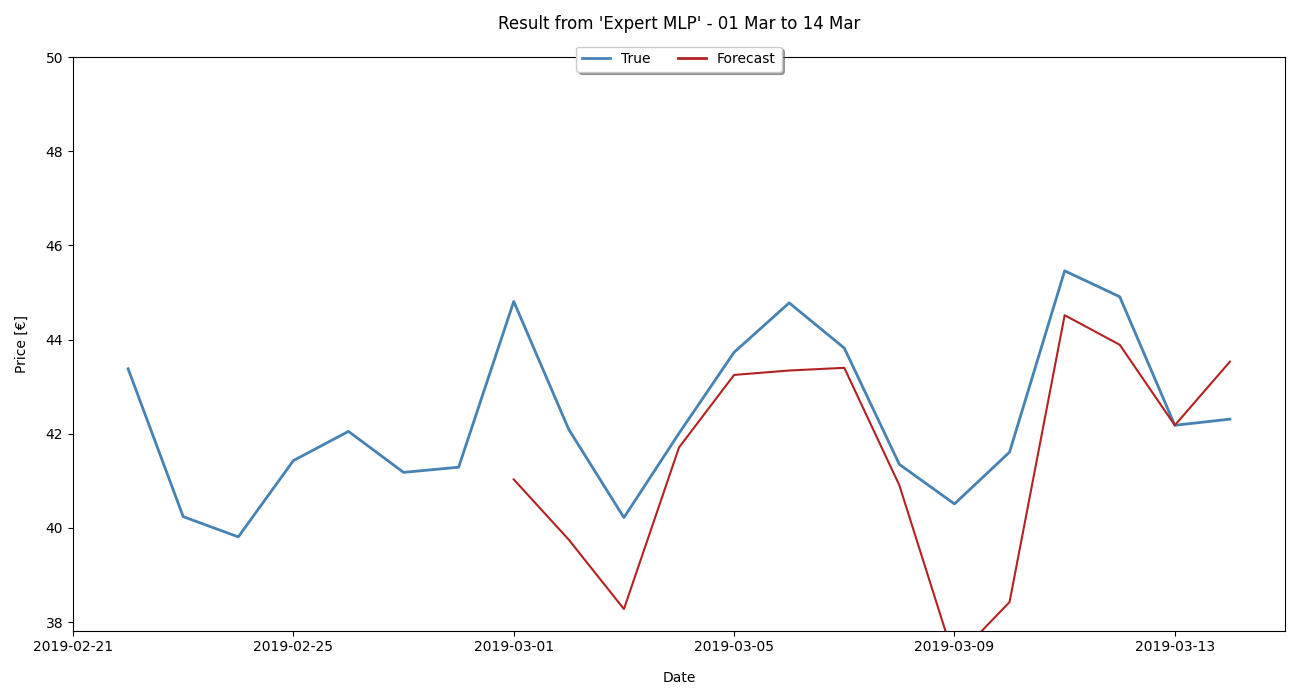 Result from 'Expert MLP' - 01 Mar to 14 Mar
True Forecast
50
48
46
44
42
40
38
Price [€]
2019-02-21 2019-02-25 2019-03-01 2019-03-05 2019-03-09 2019-03-13
Date